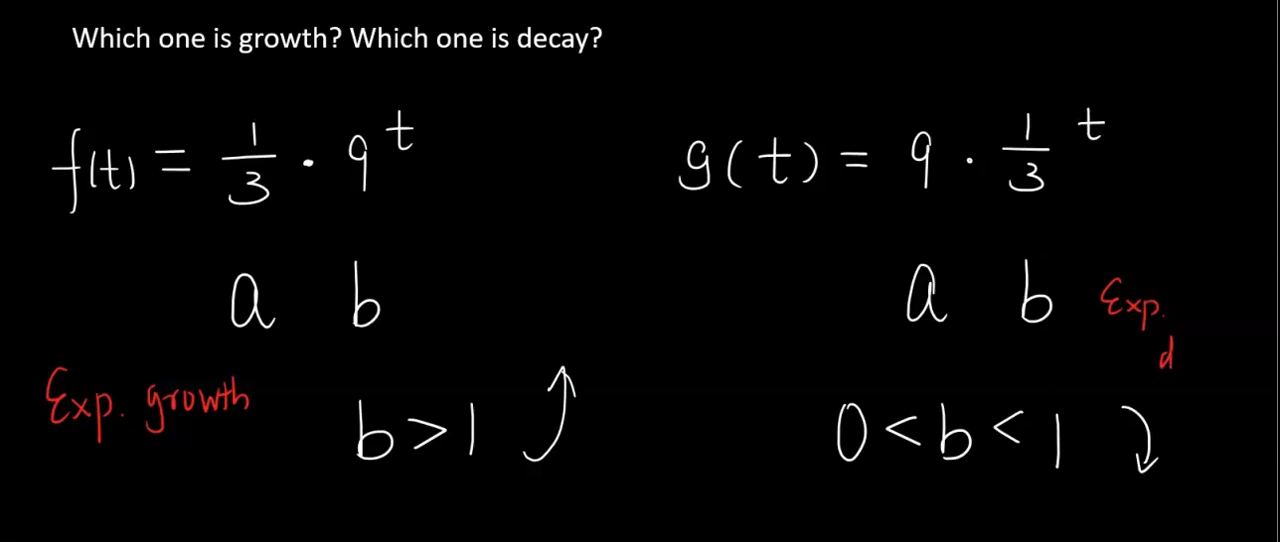 Which one is growth? Which one is decay?
f(t) = 1/3 · 9^t
g(t) = 9 · 1/3^t
a b
a b Exp.
d
Exp. growth
b > 1
0 < b < 1